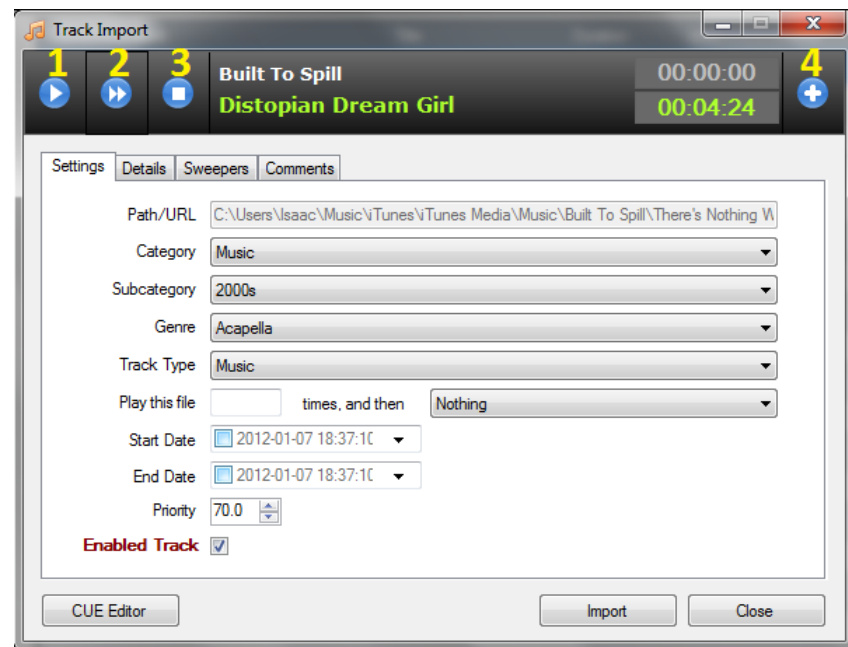 Track Import
1 2 3 4
Built To Spill 00:00:00
Distopian Dream Girl 00:04:24
Settings Details Sweepers Comments
Path/URL C:\Users\Isaac\Music\iTunes\iTunes Media\Music\Built To Spill\There's Nothing W
Category Music
Subcategory 2000s
Genre Acapella
Track Type Music
Play this file times, and then Nothing
Start Date 2012-01-07 18:37:10
End Date 2012-01-07 18:37:10
Priority 70.0
Enabled Track
CUE Editor Import Close